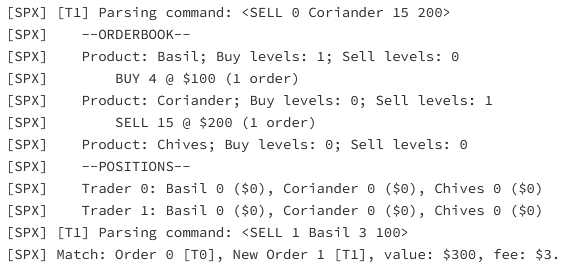 [SPX] [T1] Parsing command: <SELL 0 Coriander 15 200>
[SPX]    --ORDERBOOK--
[SPX]    Product: Basil; Buy levels: 1; Sell levels: 0
[SPX]        BUY 4 @ $100 (1 order)
[SPX]    Product: Coriander; Buy levels: 0; Sell levels: 1
[SPX]        SELL 15 @ $200 (1 order)
[SPX]    Product: Chives; Buy levels: 0; Sell levels: 0
[SPX]    --POSITIONS--
[SPX]    Trader 0: Basil 0 ($0), Coriander 0 ($0), Chives 0 ($0)
[SPX]    Trader 1: Basil 0 ($0), Coriander 0 ($0), Chives 0 ($0)
[SPX] [T1] Parsing command: <SELL 1 Basil 3 100>
[SPX] Match: Order 0 [T0], New Order 1 [T1], value: $300, fee: $3.